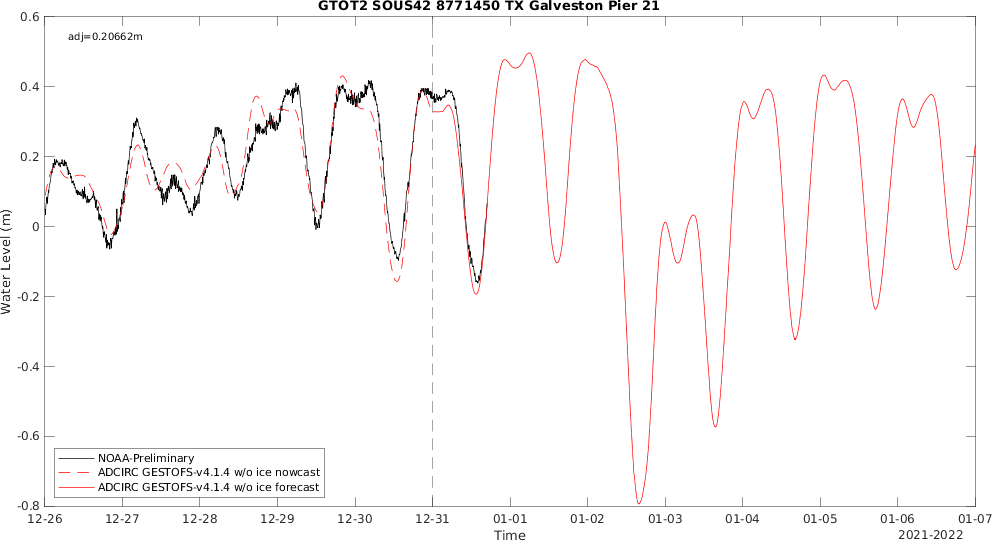 GTOT2 SOUS42 8771450 TX Galveston Pier 21
adj=0.20662m
0.6
0.4
0.2
0
-0.2
-0.4
-0.6
-0.8
Water Level (m)
NOAA-Preliminary
ADCIRC GESTOFS-v4.1.4 w/o ice nowcast
ADCIRC GESTOFS-v4.1.4 w/o ice forecast
12-26 12-27 12-28 12-29 12-30 12-31 01-01 01-02 01-03 01-04 01-05 01-06 01-07
Time
2021-2022